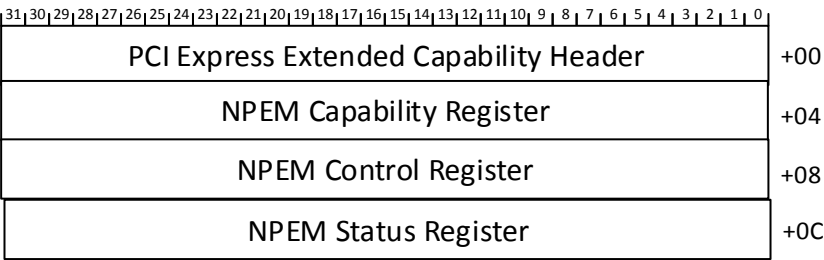 31 30 29 28 27 26 25 24 23 22 21 20 19 18 17 16 15 14 13 12 11 10 9 8 7 6 5 4 3 2 1 0
PCI Express Extended Capability Header +00
NPEM Capability Register +04
NPEM Control Register +08
NPEM Status Register +0C